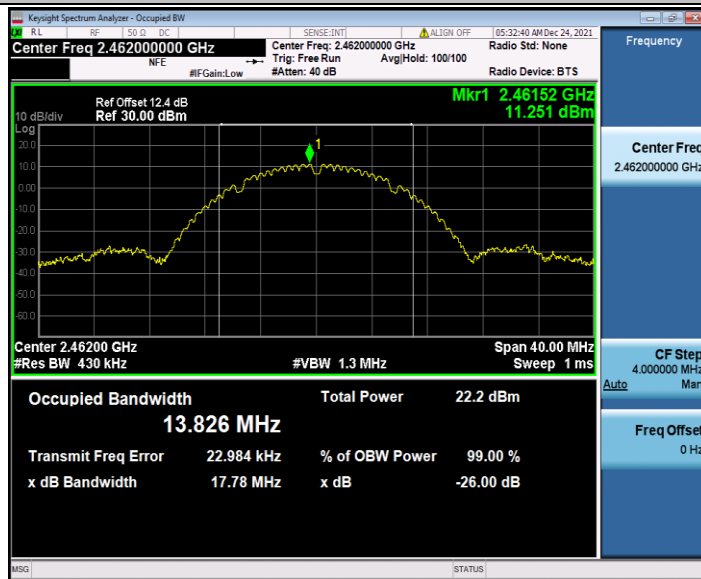 Keysight Spectrum Analyzer - Occupied BW
RL RF 50 Ω DC SENSE:INT ALIGN OFF 05:32:40 AM Dec 24, 2021
Center Freq 2.462000000 GHz
NFE
#IFGain:Low
Center Freq: 2.462000000 GHz
Trig: Free Run Avg|Hold: 100/100
#Atten: 40 dB
Radio Std: None
Radio Device: BTS
Ref Offset 12.4 dB
10 dB/div Ref 30.00 dBm
Log
Mkr1 2.46152 GHz
11.251 dBm
1
20.0
10.0
0.00
-10.0
-20.0
-30.0
-40.0
-50.0
-60.0
Center 2.46200 GHz Span 40.00 MHz
#Res BW 430 kHz #VBW 1.3 MHz Sweep 1 ms
Occupied Bandwidth Total Power 22.2 dBm
13.826 MHz
Transmit Freq Error 22.984 kHz % of OBW Power 99.00 %
x dB Bandwidth 17.78 MHz x dB -26.00 dB
MSG STATUS
Frequency
Center Freq
2.462000000 GHz
CF Step
4.000000 MHz
Auto Man
Freq Offset
0 Hz